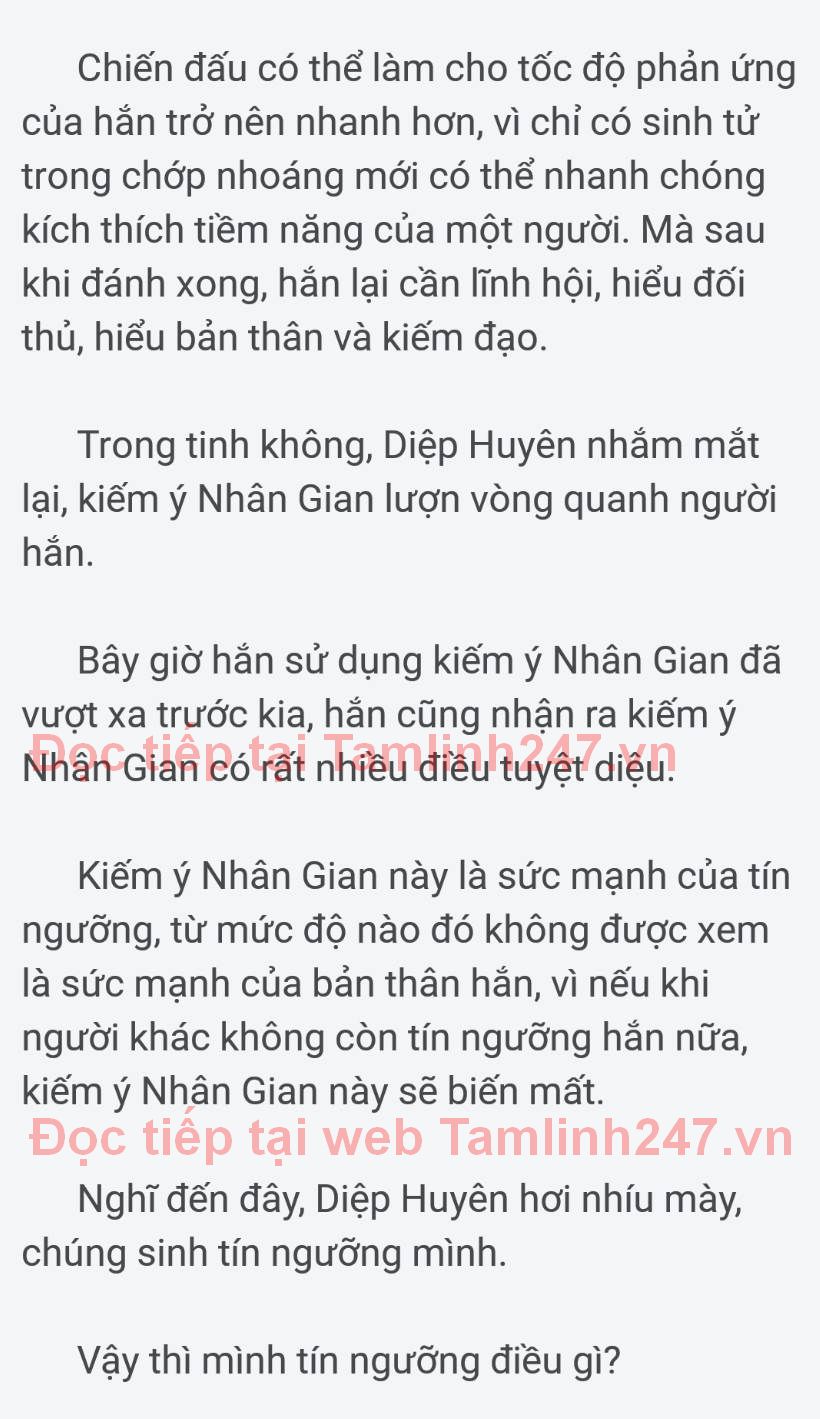 Chiến đấu có thể làm cho tốc độ phản ứng
của hắn trở nên nhanh hơn, vì chỉ có sinh tử
trong chớp nhoáng mới có thể nhanh chóng
kích thích tiềm năng của một người. Mà sau
khi đánh xong, hắn lại cần lĩnh hội, hiểu đối
thủ, hiểu bản thân và kiếm đạo.
Trong tinh không, Diệp Huyên nhắm mắt
lại, kiếm ý Nhân Gian lượn vòng quanh người
hắn.
Bây giờ hắn sử dụng kiếm ý Nhân Gian đã
vượt xa trước kia, hắn cũng nhận ra kiếm ý
Đọc tiếp tại Tamlinh247.vn
Nhân Gian có rất nhiều điều tuyệt diệu.
Kiếm ý Nhân Gian này là sức mạnh của tín
ngưỡng, từ mức độ nào đó không được xem
là sức mạnh của bản thân hắn, vì nếu khi
người khác không còn tín ngưỡng hắn nữa,
kiếm ý Nhân Gian này sẽ biến mất.
Đọc tiếp tại web Tamlinh247.vn
Nghĩ đến đây, Diệp Huyên hơi nhíu mày,
chúng sinh tín ngưỡng mình.
Vậy thì mình tín ngưỡng điều gì?